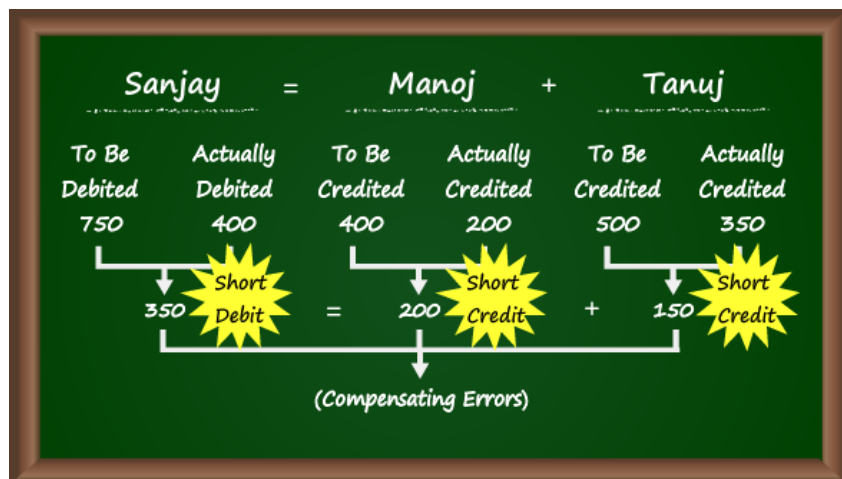 Sanjay = Manoj + Tanuj
To Be Actually To Be Actually To Be Actually
Debited Debited Credited Credited Credited Credited
750 400 400 200 500 350
Short Short Short
350 Debit = 200 Credit + 150 Credit
(Compensating Errors)